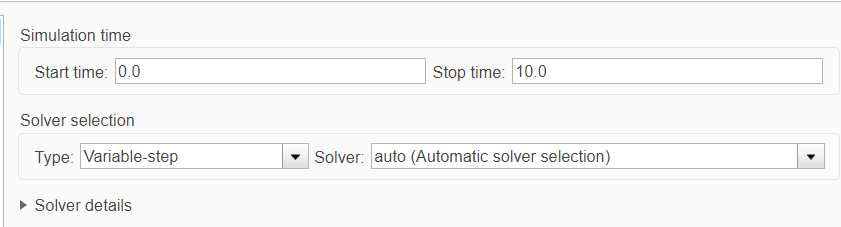 Simulation time
Start time: 0.0 Stop time: 10.0
Solver selection
Type: Variable-step Solver: auto (Automatic solver selection)
Solver details